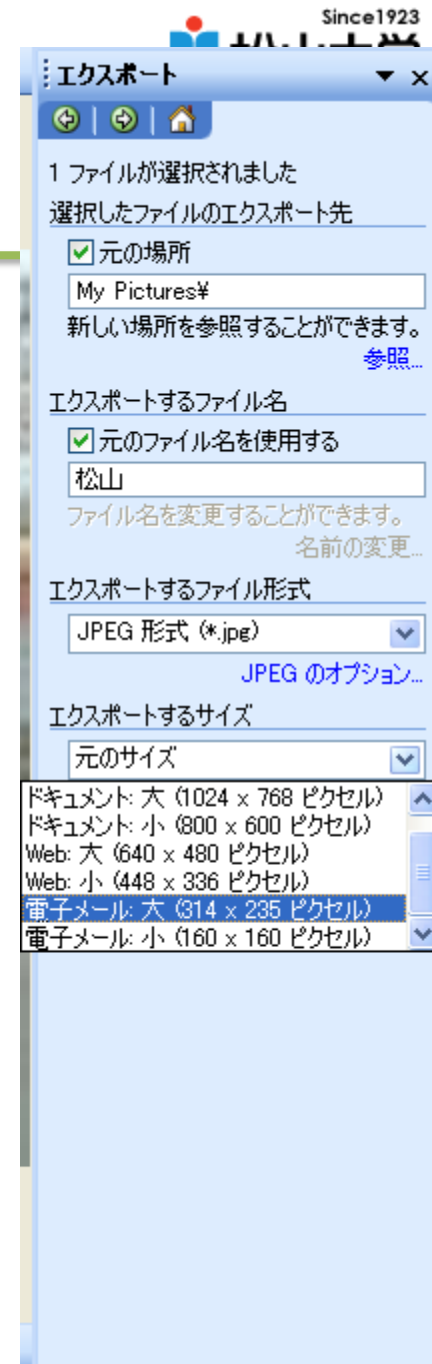 Since1923
エクスポート
1 ファイルが選択されました
選択したファイルのエクスポート先
元の場所
My Pictures¥
新しい場所を参照することができます。
参照...
エクスポートするファイル名
元のファイル名を使用する
松山
ファイル名を変更することができます。
名前の変更...
エクスポートするファイル形式
JPEG 形式 (*.jpg)
JPEG のオプション...
エクスポートするサイズ
元のサイズ
ドキュメント: 大 (1024 x 768 ピクセル)
ドキュメント: 小 (800 x 600 ピクセル)
Web: 大 (640 x 480 ピクセル)
Web: 小 (448 x 336 ピクセル)
電子メール: 大 (314 x 235 ピクセル)
電子メール: 小 (160 x 160 ピクセル)